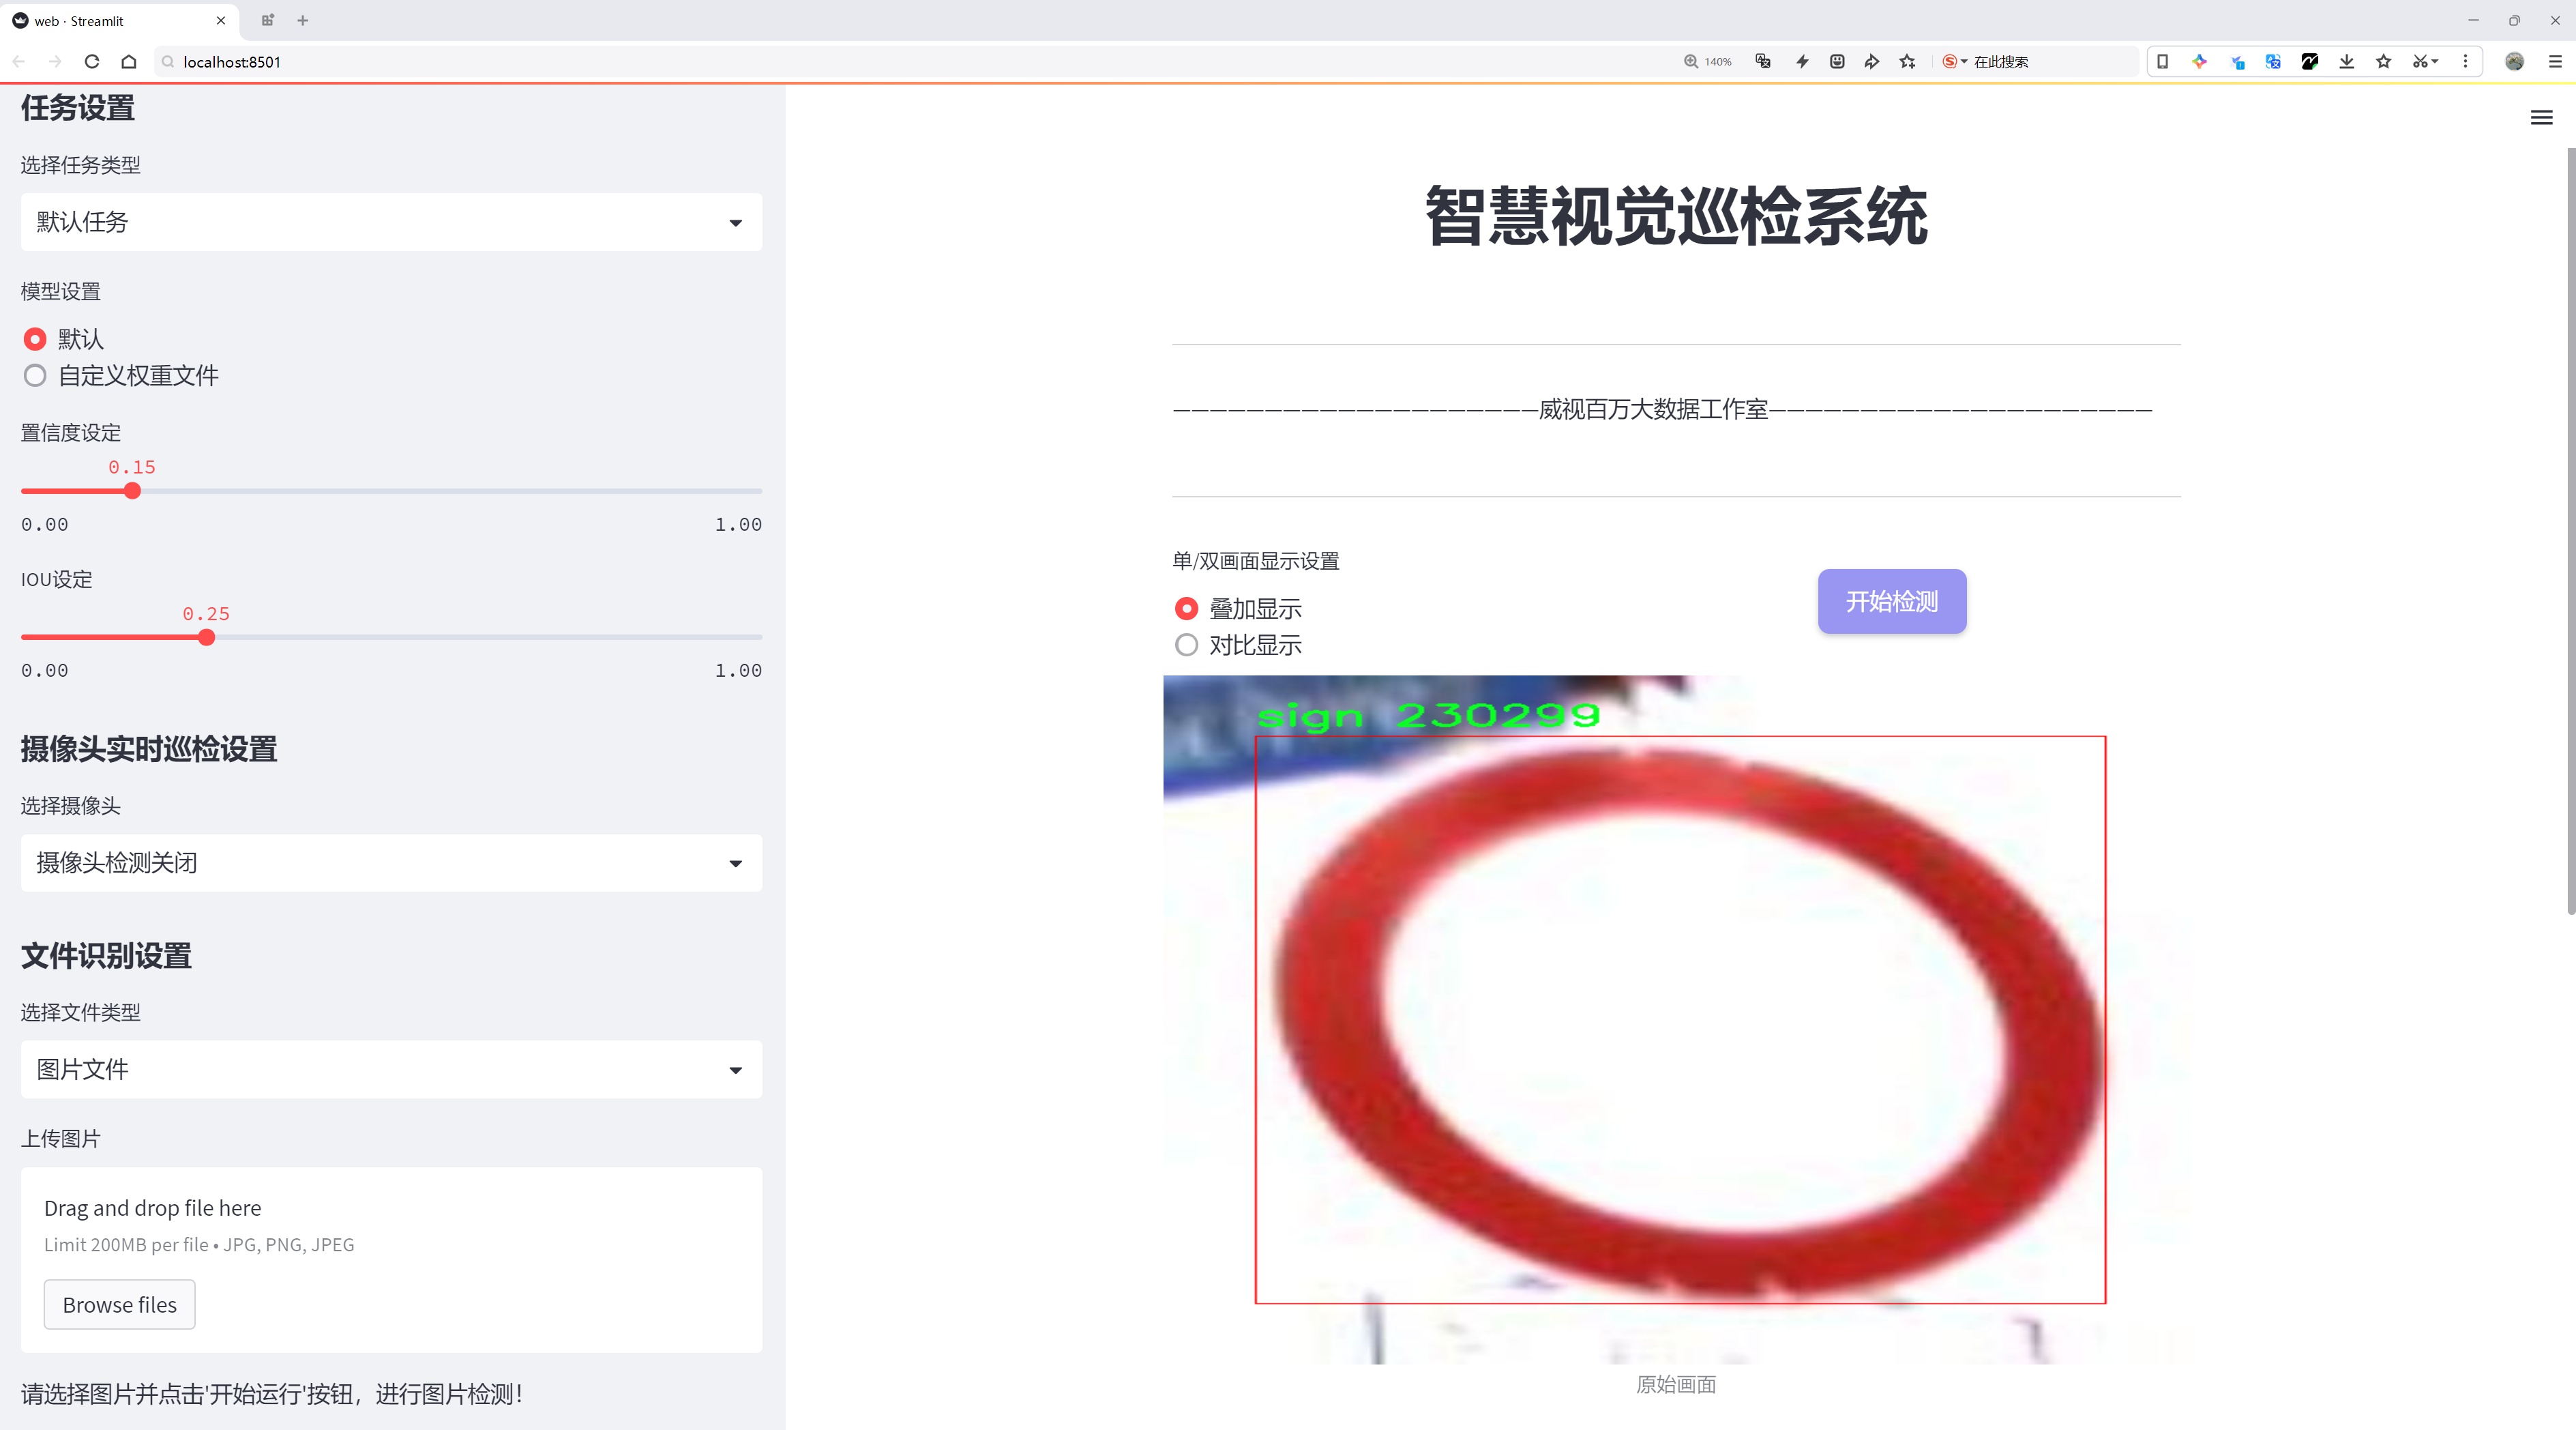 web · Streamlit
localhost:8501
140%
在此搜索
任务设置
选择任务类型
默认任务
模型设置
默认
自定义权重文件
置信度设定
0.15
0.00
1.00
IOU设定
0.25
0.00
1.00
摄像头实时巡检设置
选择摄像头
摄像头检测关闭
文件识别设置
选择文件类型
图片文件
上传图片
Drag and drop file here
Limit 200MB per file • JPG, PNG, JPEG
Browse files
请选择图片并点击'开始运行'按钮，进行图片检测！
智慧视觉巡检系统
————————————————————威视百万大数据工作室—————————————————————
单/双画面显示设置
叠加显示
对比显示
开始检测
sign 230299
原始画面